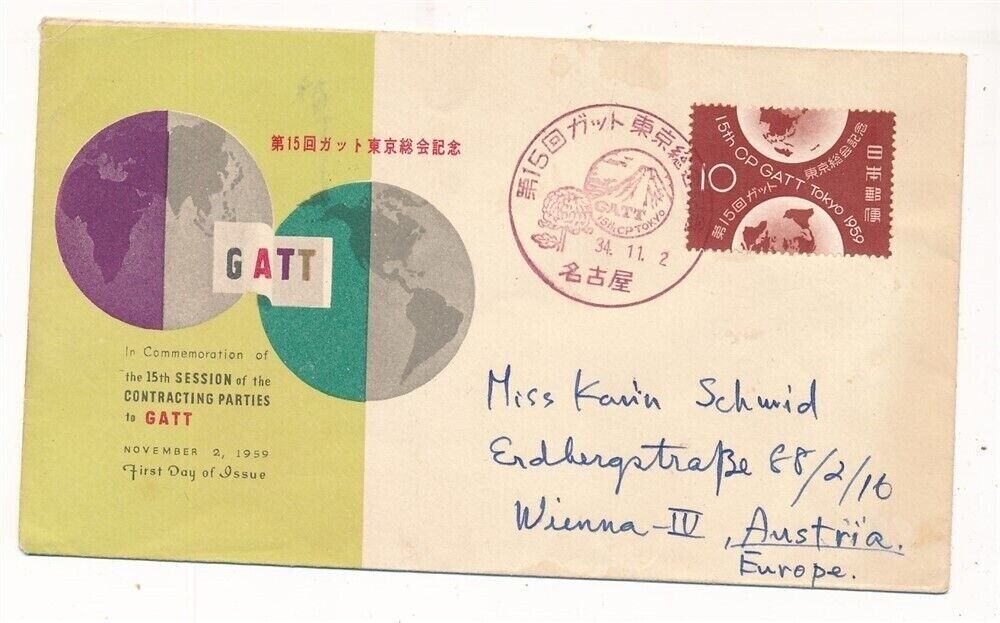 第15回ガット東京総会記念
GATT
In Commemoration of
the 15th SESSION of the
CONTRACTING PARTIES
to GATT
NOVEMBER 2, 1959
First Day of Issue
第15回ガット東京総
GATT
15th CP TOKYO
34. 11. 2
名古屋
15th CP GATT Tokyo 1959
第15回ガット 東京総会記念
10
日本郵便
Miss Karin Schmid
Erdbergstraße 88/2/16
Wienna-IV, Austria.
Europe.